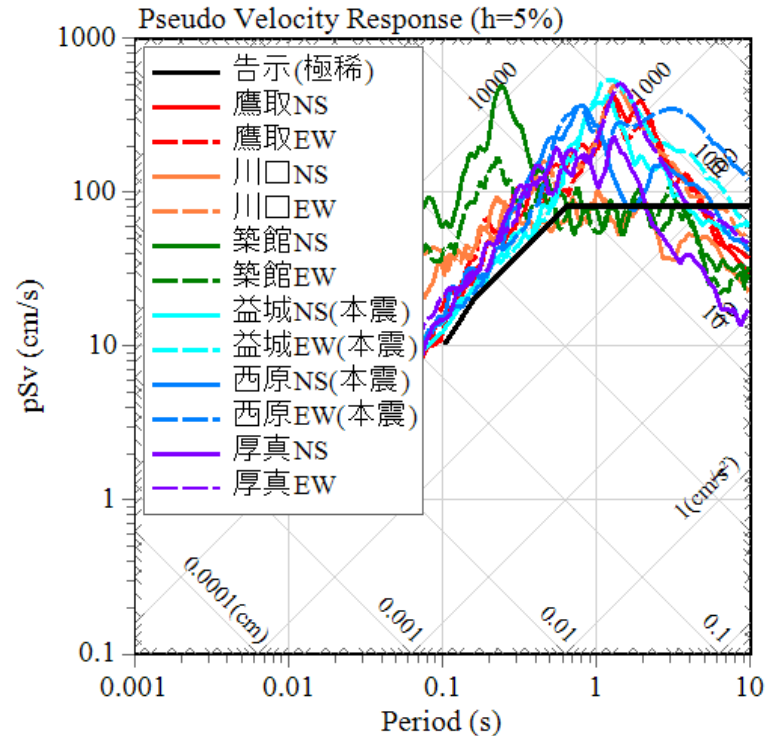 Pseudo Velocity Response (h=5%)
1000
100
10
1
0.1
pSv (cm/s)
告示(極稀)
鷹取NS
鷹取EW
川口NS
川口EW
築館NS
築館EW
益城NS(本震)
益城EW(本震)
西原NS(本震)
西原EW(本震)
厚真NS
厚真EW
10000
1000
1(cm/s²)
0.0001(cm)
0.001
0.01
0.1
0.001
0.01
0.1
1
10
Period (s)